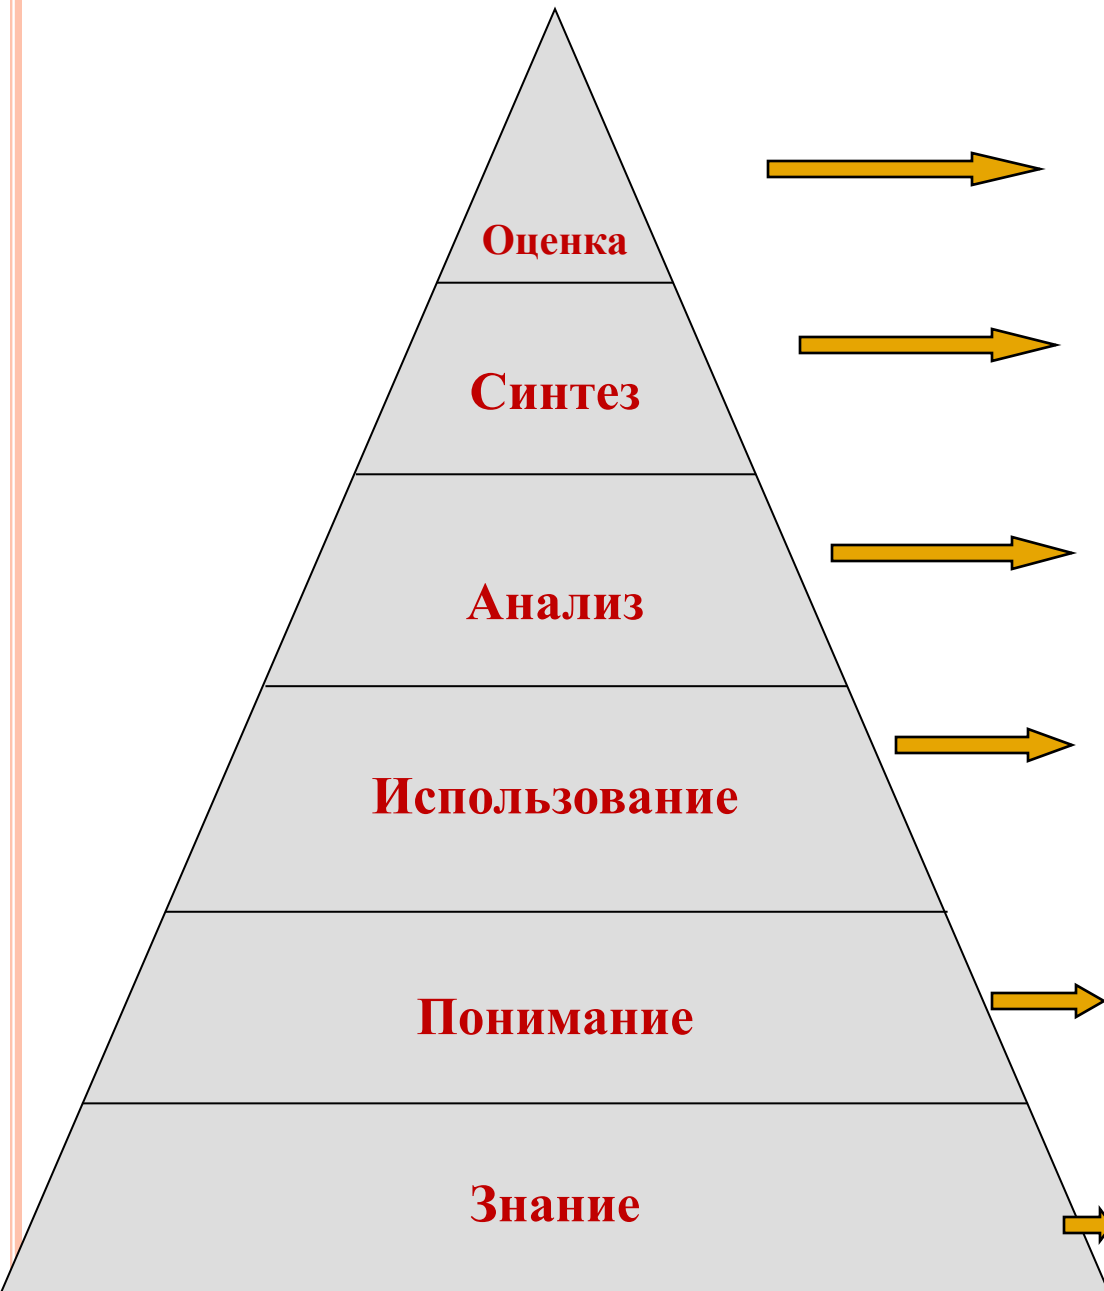 Оценка
Синтез
Анализ
Использование
Понимание
Знание